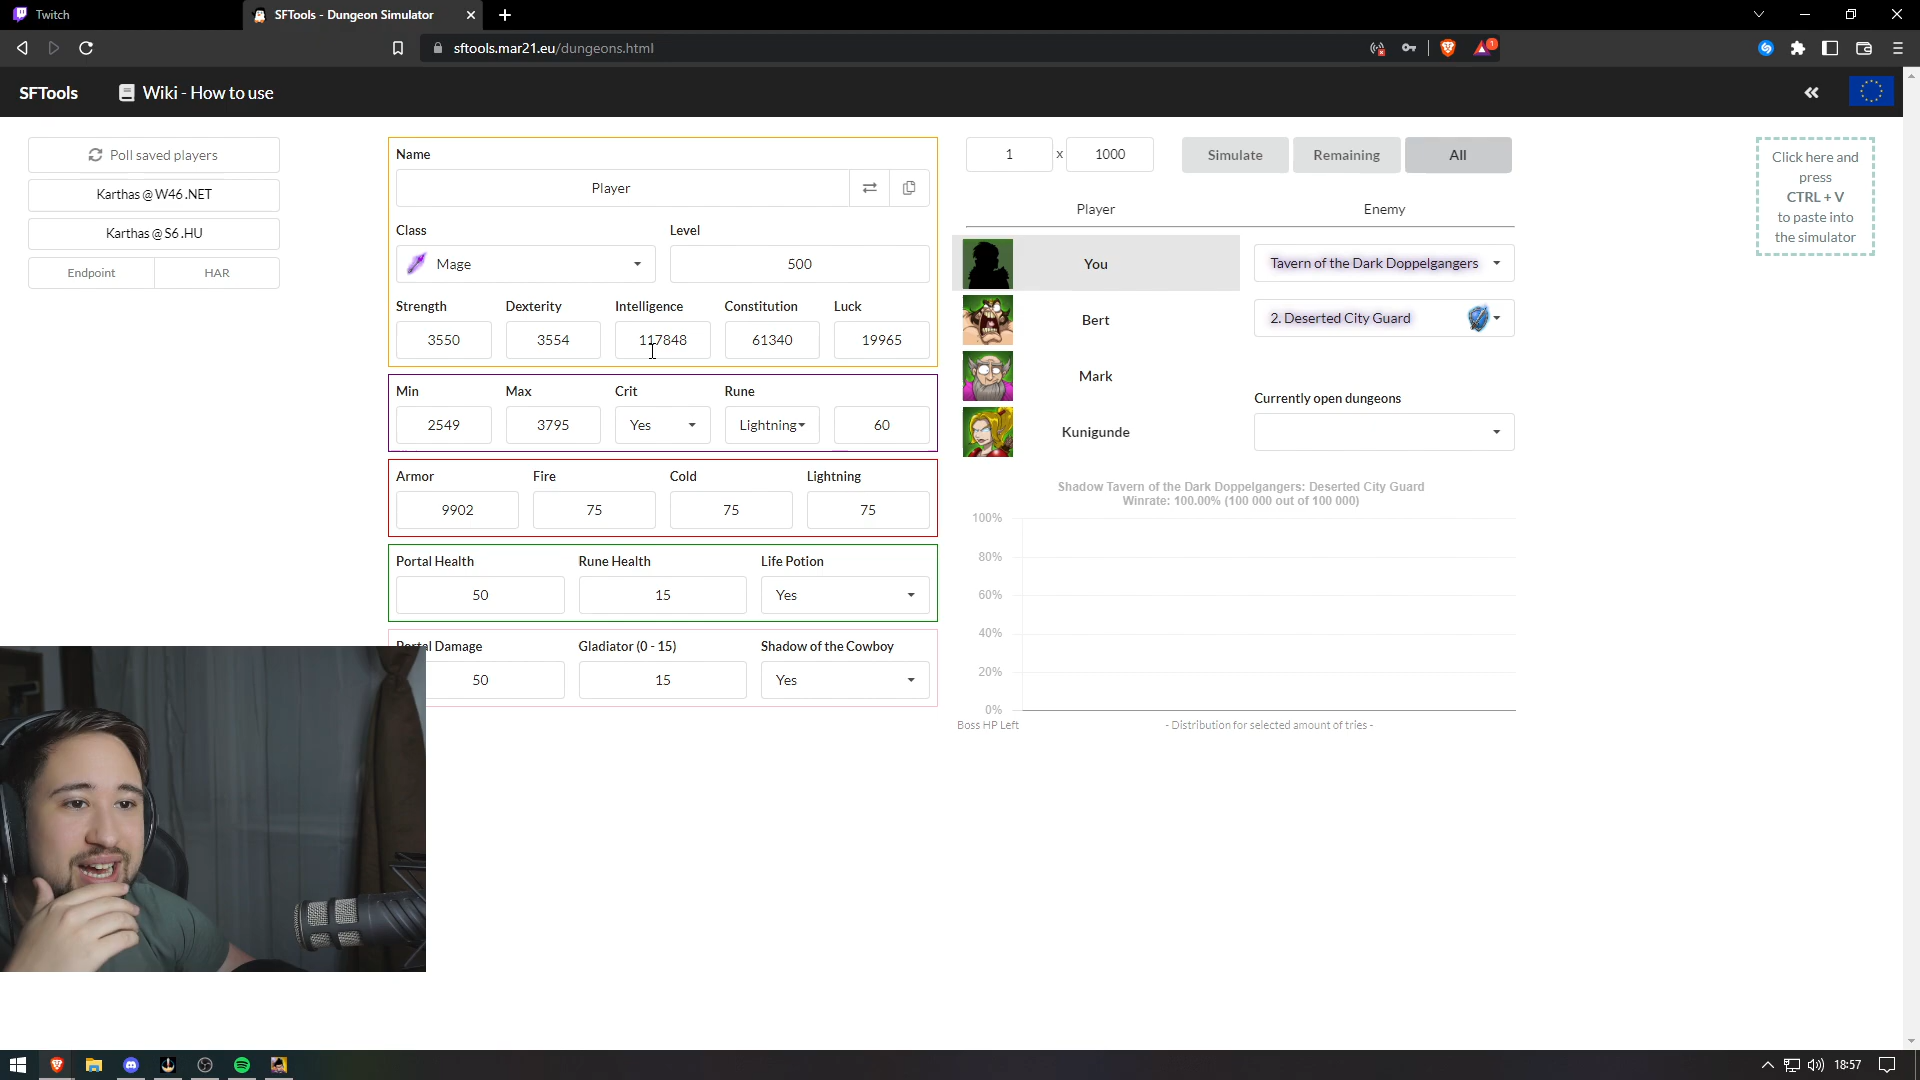 Twitch
SFTools - Dungeon Simulator
sftools.mar21.eu/dungeons.html
1
SFTools
Wiki - How to use
Poll saved players
Karthas @ W46 .NET
Karthas @ S6 .HU
Endpoint HAR
Name
Player
Class Level
Mage 500
Strength Dexterity Intelligence Constitution Luck
3550 3554 117848 61340 19965
Min Max Crit Rune
2549 3795 Yes Lightning 60
Armor Fire Cold Lightning
9902 75 75 75
Portal Health Rune Health Life Potion
50 15 Yes
Portal Damage Gladiator (0 - 15) Shadow of the Cowboy
50 15 Yes
1 x 1000 Simulate Remaining All
Player Enemy
You Tavern of the Dark Doppelgangers
Bert 2. Deserted City Guard
Mark
Currently open dungeons
Kunigunde
Shadow Tavern of the Dark Doppelgangers: Deserted City Guard
Winrate: 100.00% (100 000 out of 100 000)
100%
80%
60%
40%
20%
0%
Boss HP Left - Distribution for selected amount of tries -
Click here and
press
CTRL + V
to paste into
the simulator
18:57